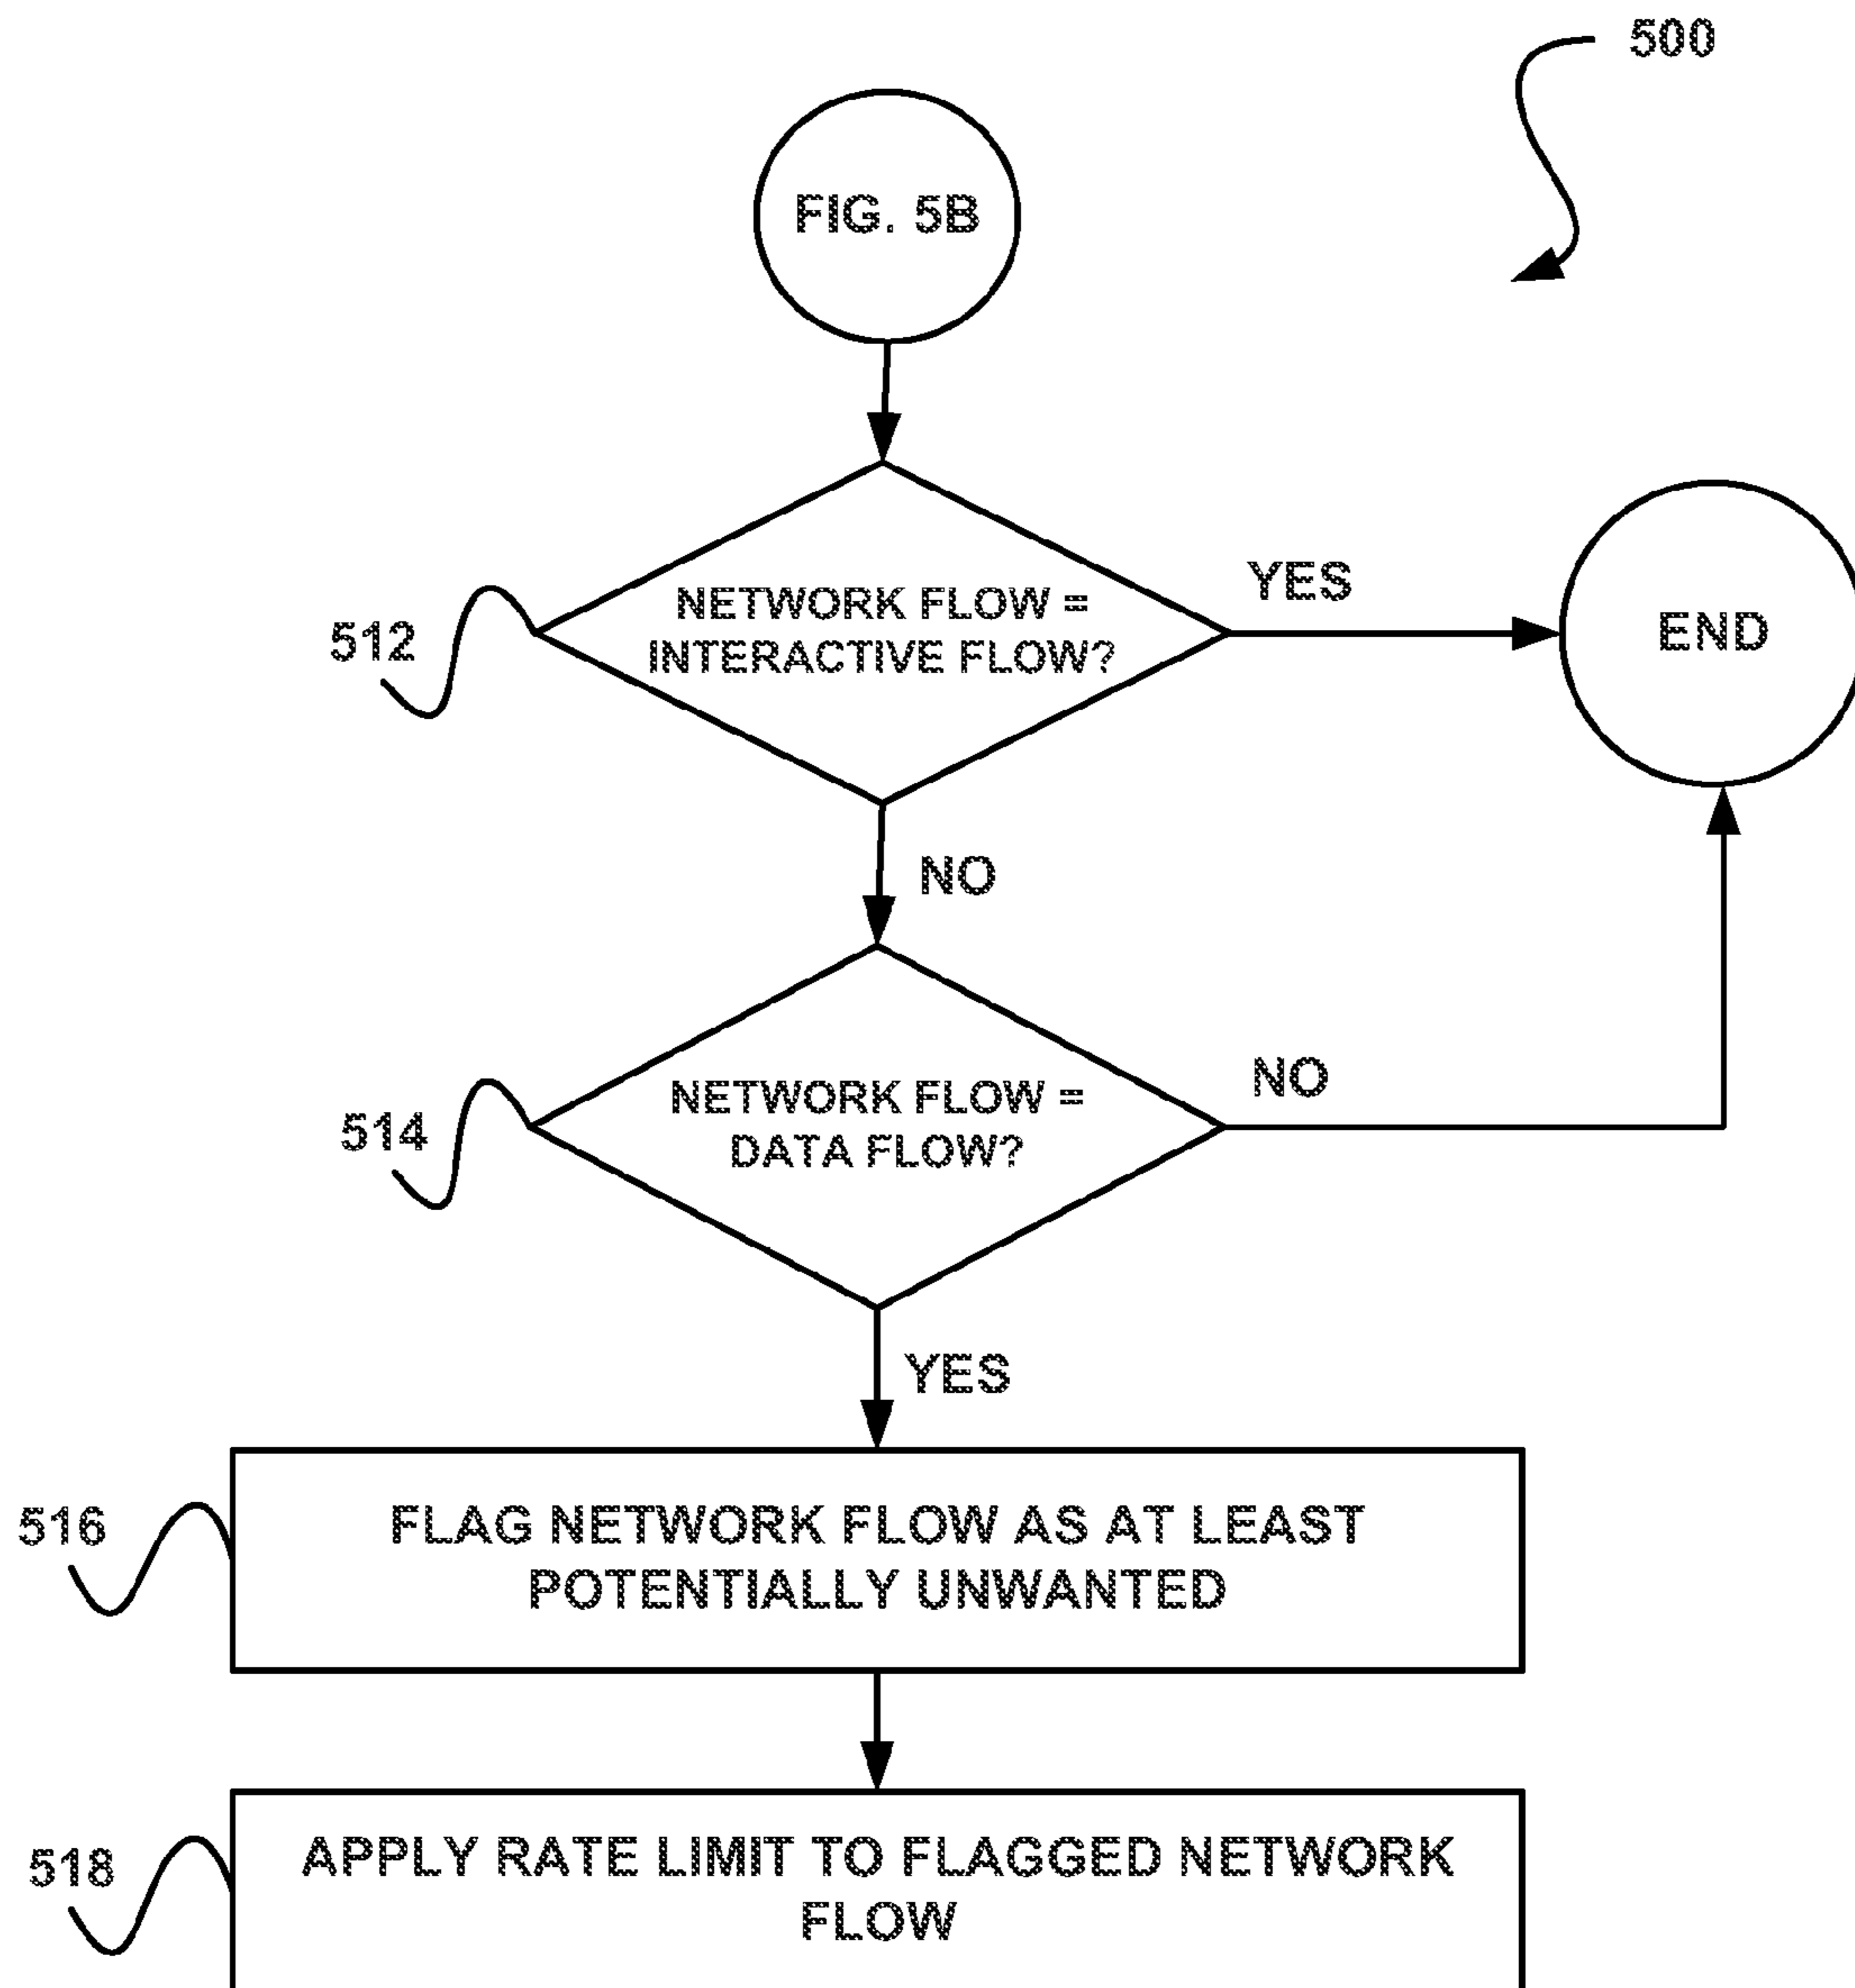 500
FIG. 5B
512
NETWORK FLOW =
INTERACTIVE FLOW?
YES
END
NO
514
NETWORK FLOW =
DATA FLOW?
NO
YES
516
FLAG NETWORK FLOW AS AT LEAST
POTENTIALLY UNWANTED
518
APPLY RATE LIMIT TO FLAGGED NETWORK
FLOW